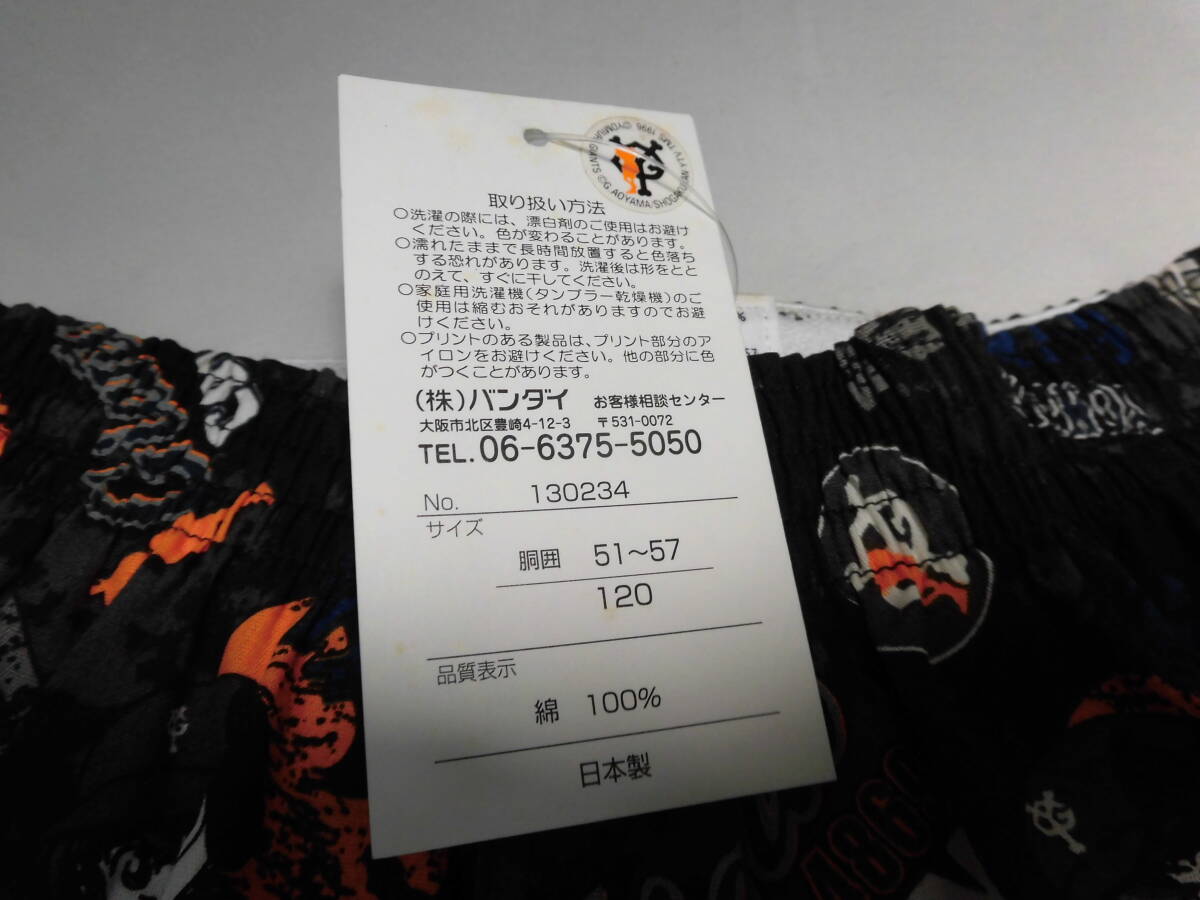 ©YOMIURI GIANTS ©G.AOYAMA/SHOGAKUKAN YTV TMS 1996
取り扱い方法
○洗濯の際には、漂白剤のご使用はお避け
ください。色が変わることがあります。
○濡れたままで長時間放置すると色落ち
する恐れがあります。洗濯後は形をとと
のえて、すぐに干してください。
○家庭用洗濯機(タンブラー乾燥機)のご
使用は縮むおそれがありますのでお避
けください。
○プリントのある製品は、プリント部分のア
イロンをお避けください。他の部分に色
がつくことがあります。
(株)バンダイ お客様相談センター
大阪市北区豊崎4-12-3 〒531-0072
TEL. 06-6375-5050
No. 130234
サイズ
胴囲 51~57
120
品質表示
綿 100%
日本製